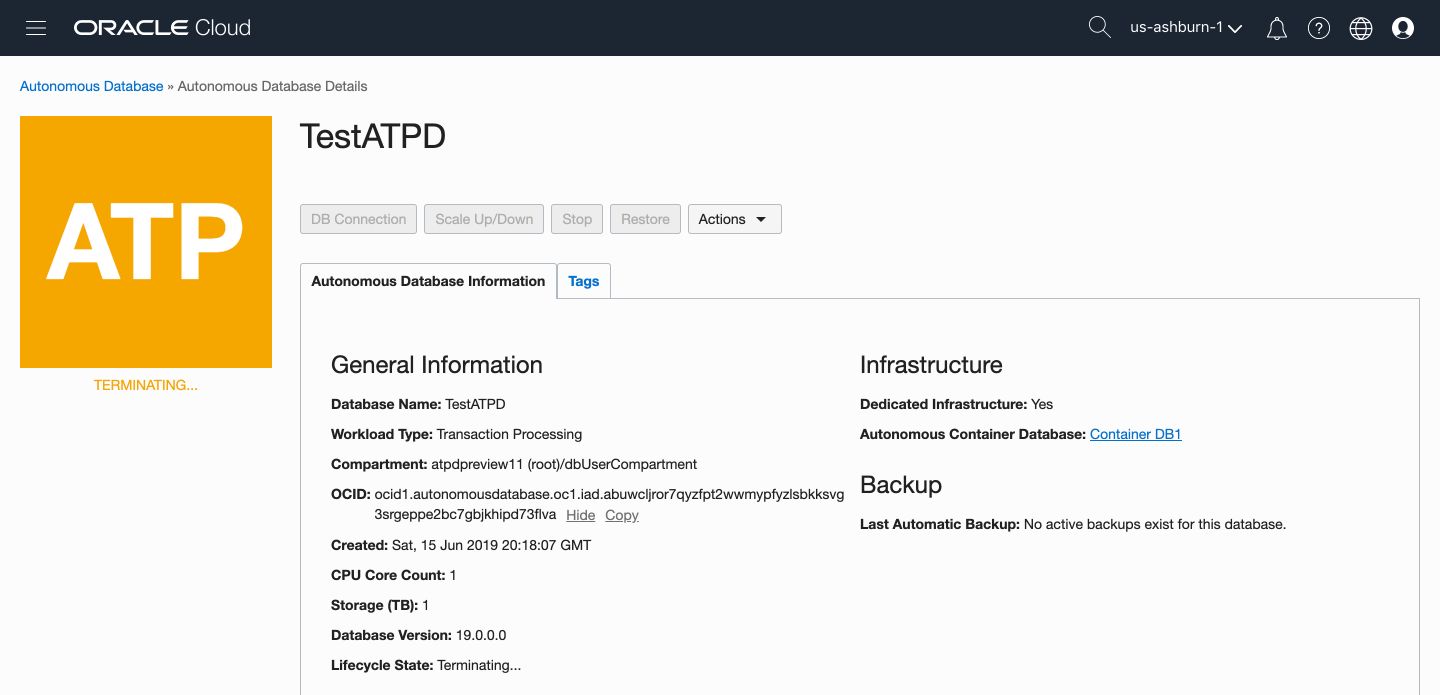 ORACLE Cloud
us-ashburn-1
Autonomous Database » Autonomous Database Details
ATP
TERMINATING...
TestATPD
DB Connection Scale Up/Down Stop Restore Actions
Autonomous Database Information Tags
General Information
Database Name: TestATPD
Workload Type: Transaction Processing
Compartment: atpdpreview11 (root)/dbUserCompartment
OCID: ocid1.autonomousdatabase.oc1.iad.abuwcljror7qyzfpt2wwmypfyzlsbkksvg
3srgeppe2bc7gbjkhipd73flva Hide Copy
Created: Sat, 15 Jun 2019 20:18:07 GMT
CPU Core Count: 1
Storage (TB): 1
Database Version: 19.0.0.0
Lifecycle State: Terminating...
Infrastructure
Dedicated Infrastructure: Yes
Autonomous Container Database: Container DB1
Backup
Last Automatic Backup: No active backups exist for this database.